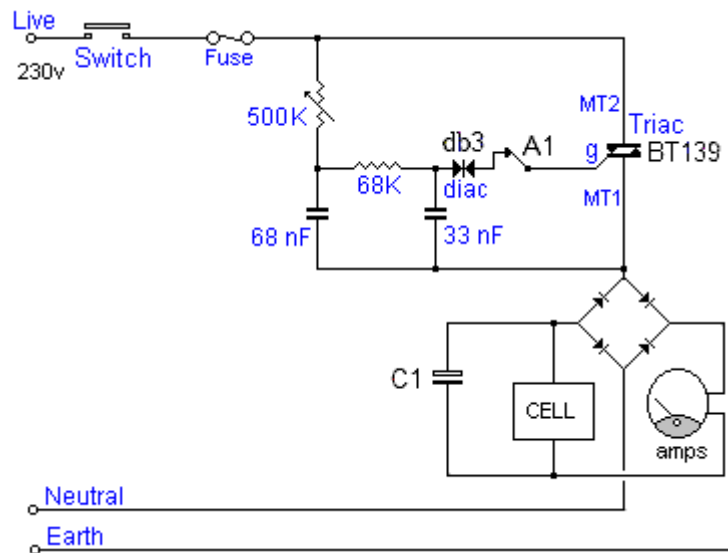 Live
230v
Switch
Fuse
500K
68K
68 nF
33 nF
db3
diac
A1
g
MT2
Triac
BT139
MT1
C1
CELL
amps
Neutral
Earth